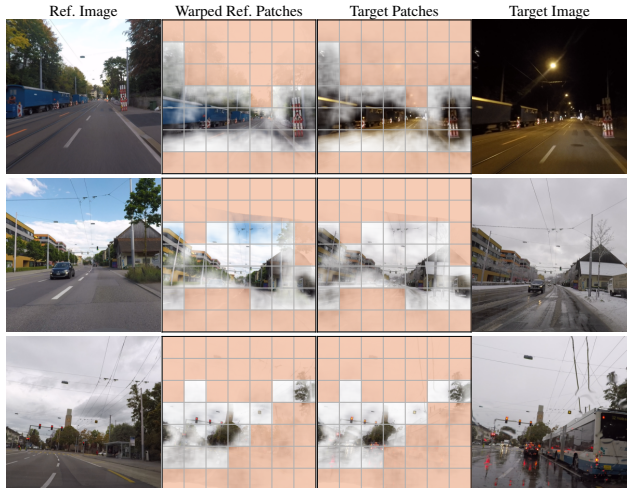 Ref. Image
Warped Ref. Patches
Target Patches
Target Image